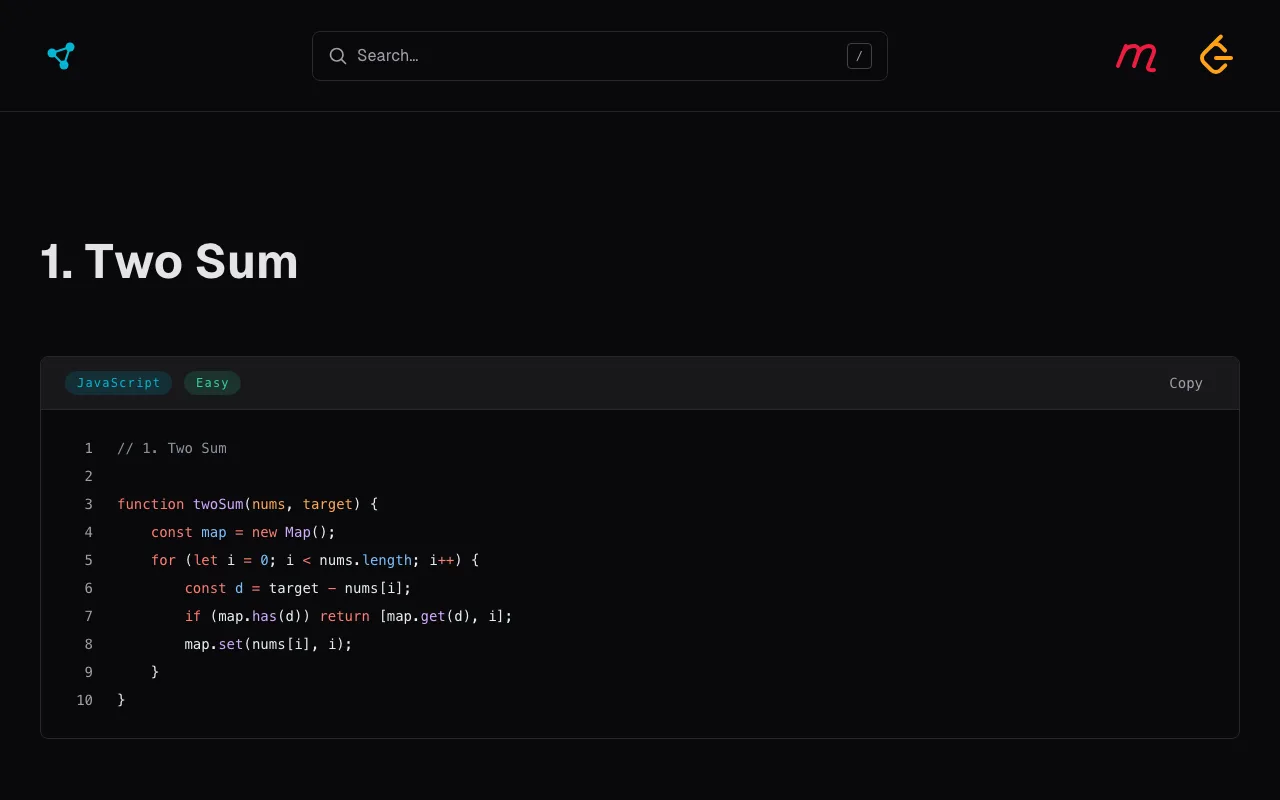 Search...
/
1. Two Sum
JavaScript
Easy
Copy
1 // 1. Two Sum
2
3 function twoSum(nums, target) {
4     const map = new Map();
5     for (let i = 0; i < nums.length; i++) {
6         const d = target - nums[i];
7         if (map.has(d)) return [map.get(d), i];
8         map.set(nums[i], i);
9     }
10 }